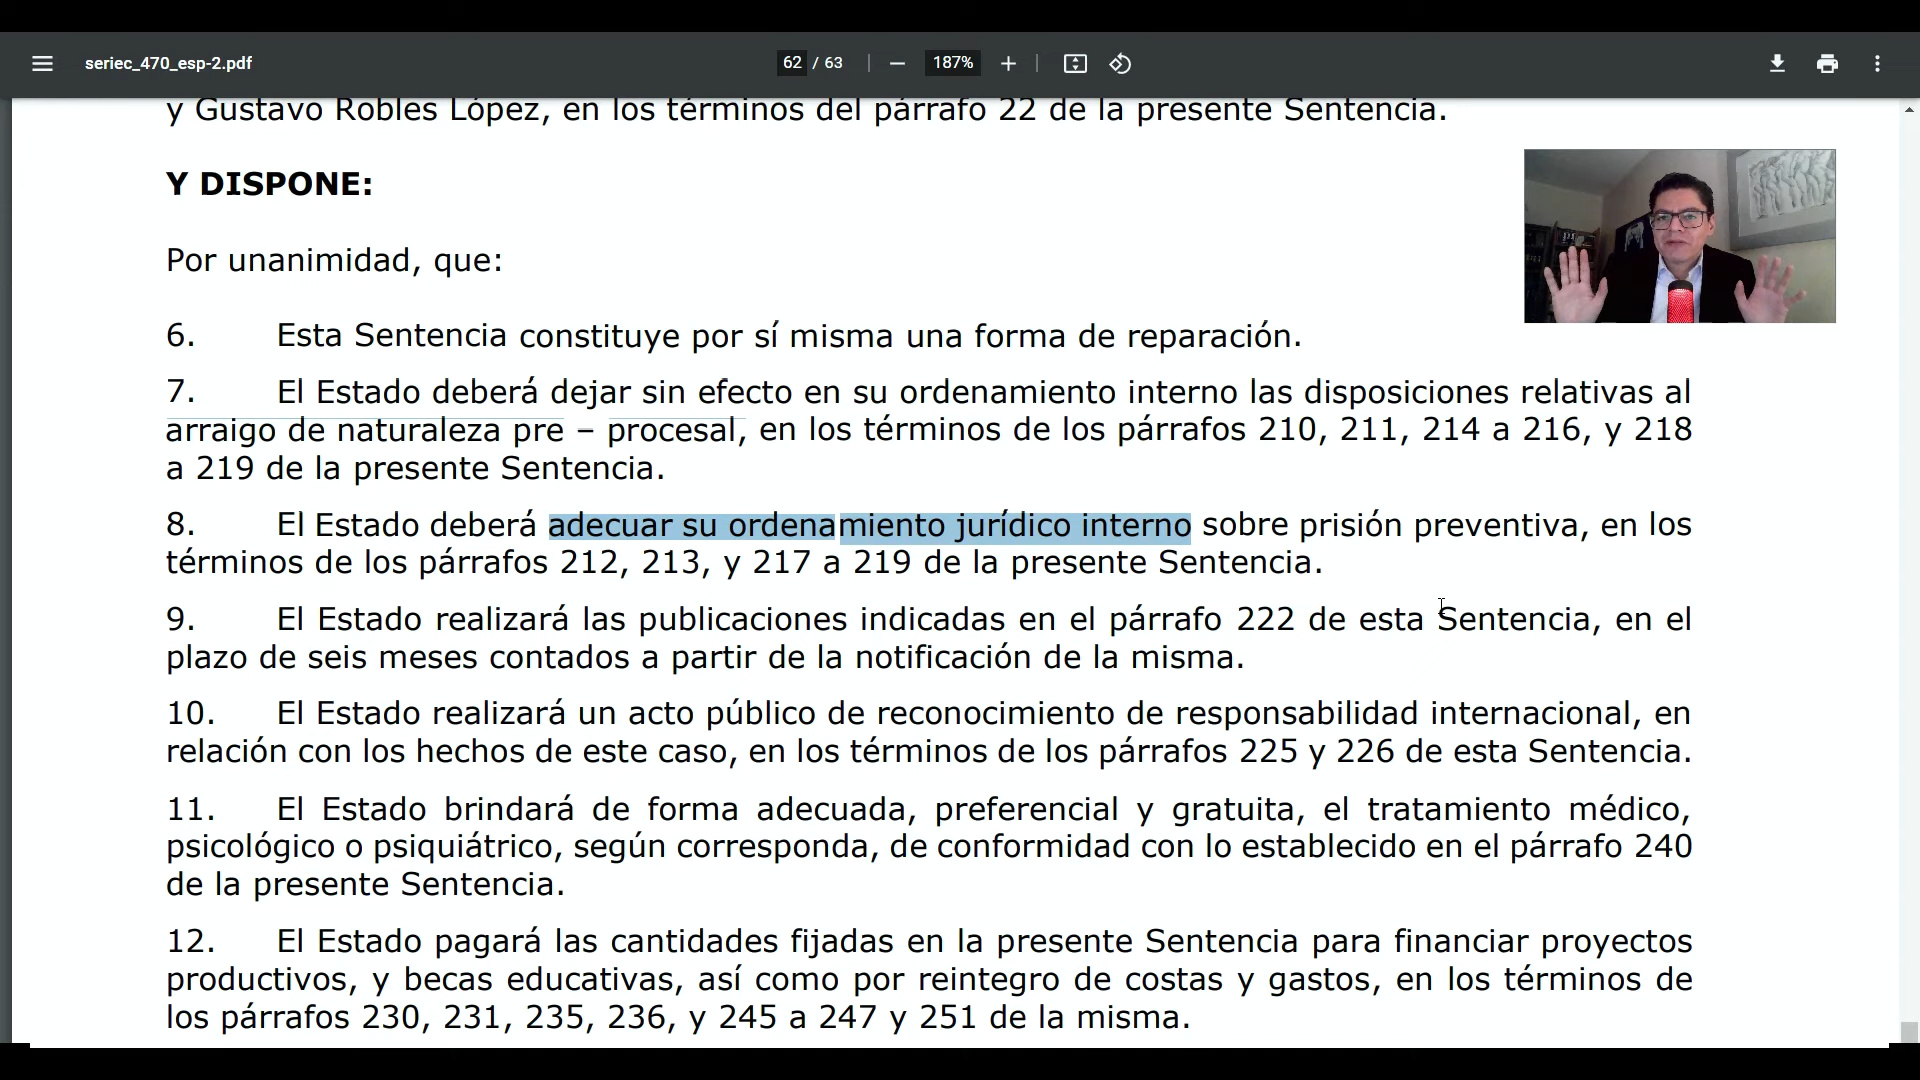 seriec_470_esp-2.pdf
62 / 63
187%
y Gustavo Robles López, en los términos del párrafo 22 de la presente Sentencia.
Y DISPONE:
Por unanimidad, que:
6. Esta Sentencia constituye por sí misma una forma de reparación.
7. El Estado deberá dejar sin efecto en su ordenamiento interno las disposiciones relativas al
arraigo de naturaleza pre – procesal, en los términos de los párrafos 210, 211, 214 a 216, y 218
a 219 de la presente Sentencia.
8. El Estado deberá adecuar su ordenamiento jurídico interno sobre prisión preventiva, en los
términos de los párrafos 212, 213, y 217 a 219 de la presente Sentencia.
9. El Estado realizará las publicaciones indicadas en el párrafo 222 de esta Sentencia, en el
plazo de seis meses contados a partir de la notificación de la misma.
10. El Estado realizará un acto público de reconocimiento de responsabilidad internacional, en
relación con los hechos de este caso, en los términos de los párrafos 225 y 226 de esta Sentencia.
11. El Estado brindará de forma adecuada, preferencial y gratuita, el tratamiento médico,
psicológico o psiquiátrico, según corresponda, de conformidad con lo establecido en el párrafo 240
de la presente Sentencia.
12. El Estado pagará las cantidades fijadas en la presente Sentencia para financiar proyectos
productivos, y becas educativas, así como por reintegro de costas y gastos, en los términos de
los párrafos 230, 231, 235, 236, y 245 a 247 y 251 de la misma.